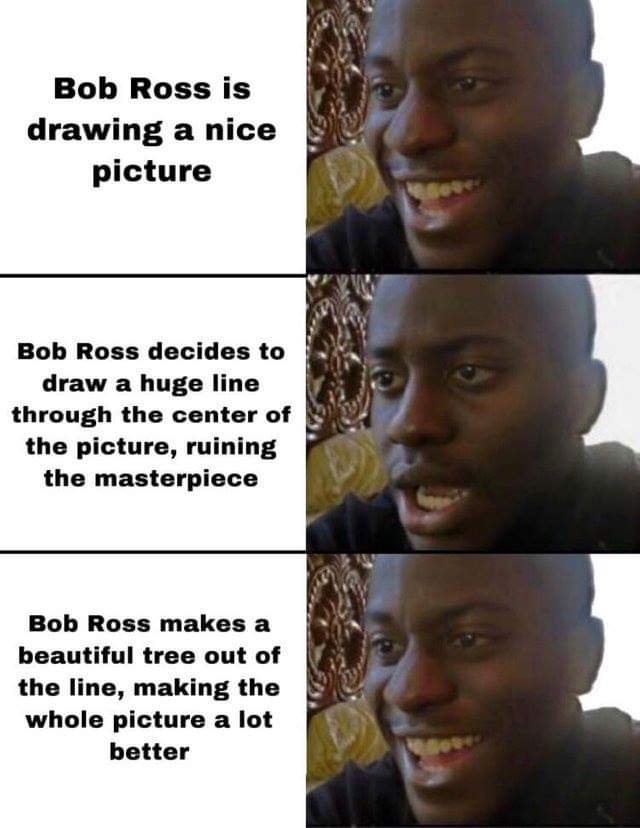 Bob Ross is
drawing a nice
picture
Bob Ross decides to
draw a huge line
through the center of
the picture, ruining
the masterpiece
Bob Ross makes a
beautiful tree out of
the line, making the
whole picture a lot
better